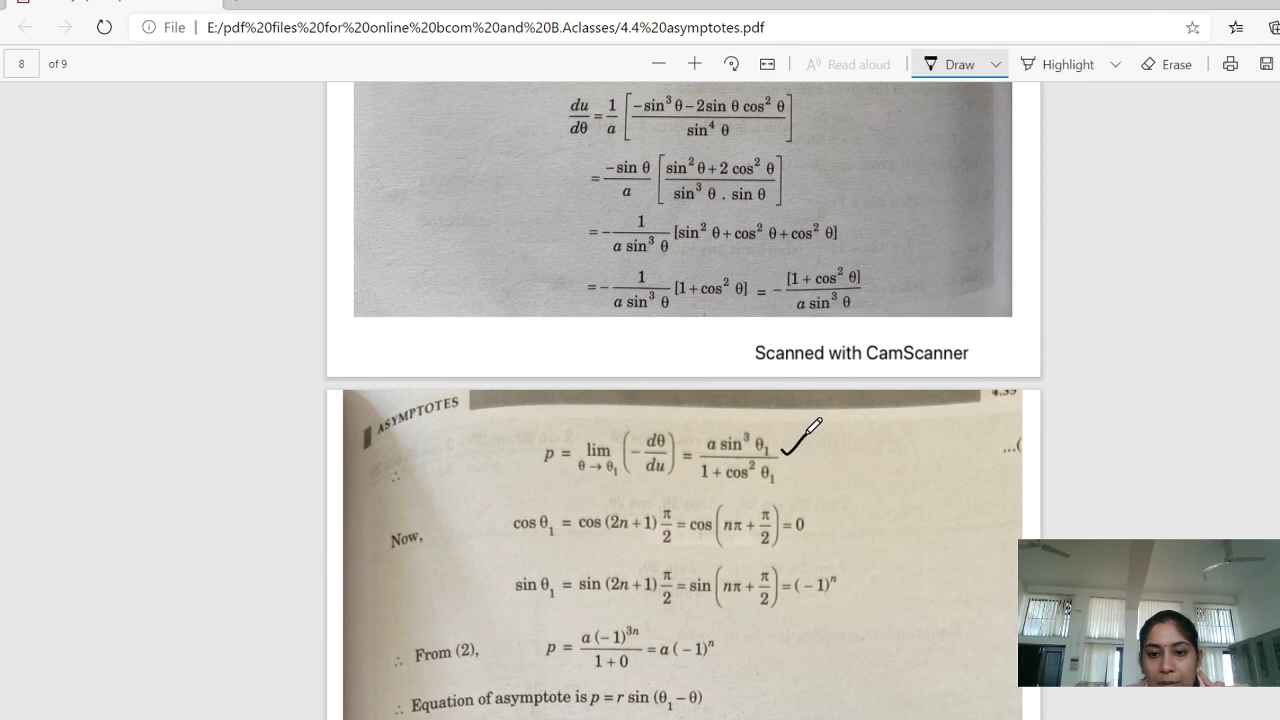 File | E:/pdf%20files%20for%20online%20bcom%20and%20B.Aclasses/4.4%20asymptotes.pdf
8 of 9 Read aloud Draw Highlight Erase
du/dθ = 1/a [(-sin³ θ - 2sin θ cos² θ)/sin⁴ θ]
= (-sin θ)/a [(sin² θ + 2 cos² θ)/(sin³ θ . sin θ)]
= - 1/(a sin³ θ) [sin² θ + cos² θ + cos² θ]
= - 1/(a sin³ θ) [1 + cos² θ] = - [1 + cos² θ]/(a sin³ θ)
Scanned with CamScanner
ASYMPTOTES 4.35
∴ p = lim θ → θ₁ (- dθ/du) = (a sin³ θ₁)/(1 + cos² θ₁) ...(
Now, cos θ₁ = cos (2n + 1) π/2 = cos (nπ + π/2) = 0
sin θ₁ = sin (2n + 1) π/2 = sin (nπ + π/2) = (- 1)ⁿ
∴ From (2), p = (a (- 1)³ⁿ)/(1 + 0) = a (- 1)ⁿ
∴ Equation of asymptote is p = r sin (θ₁ - θ)